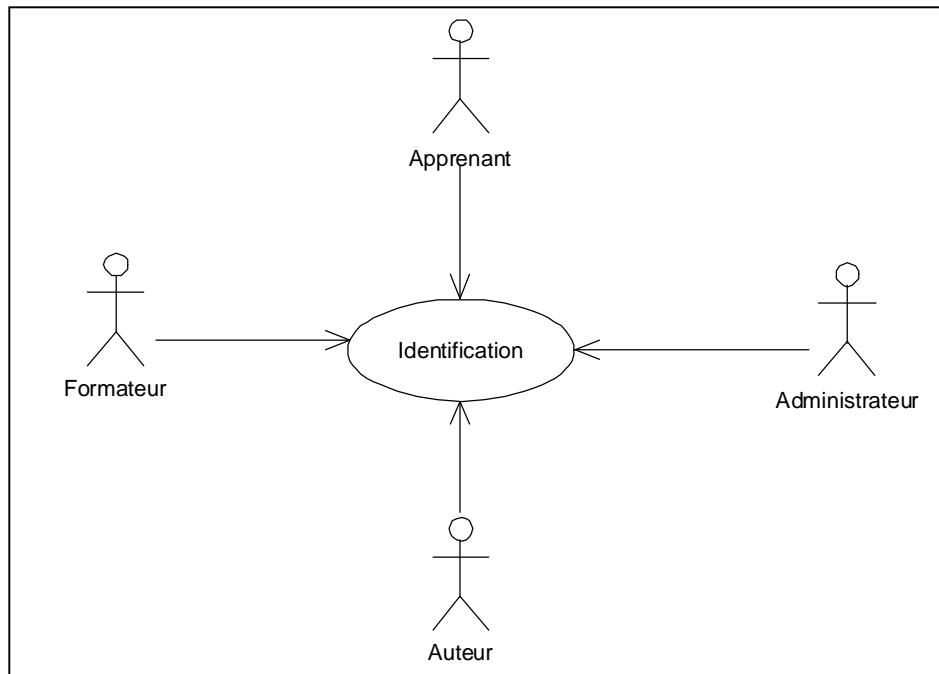 Apprenant
Formateur
Identification
Administrateur
Auteur